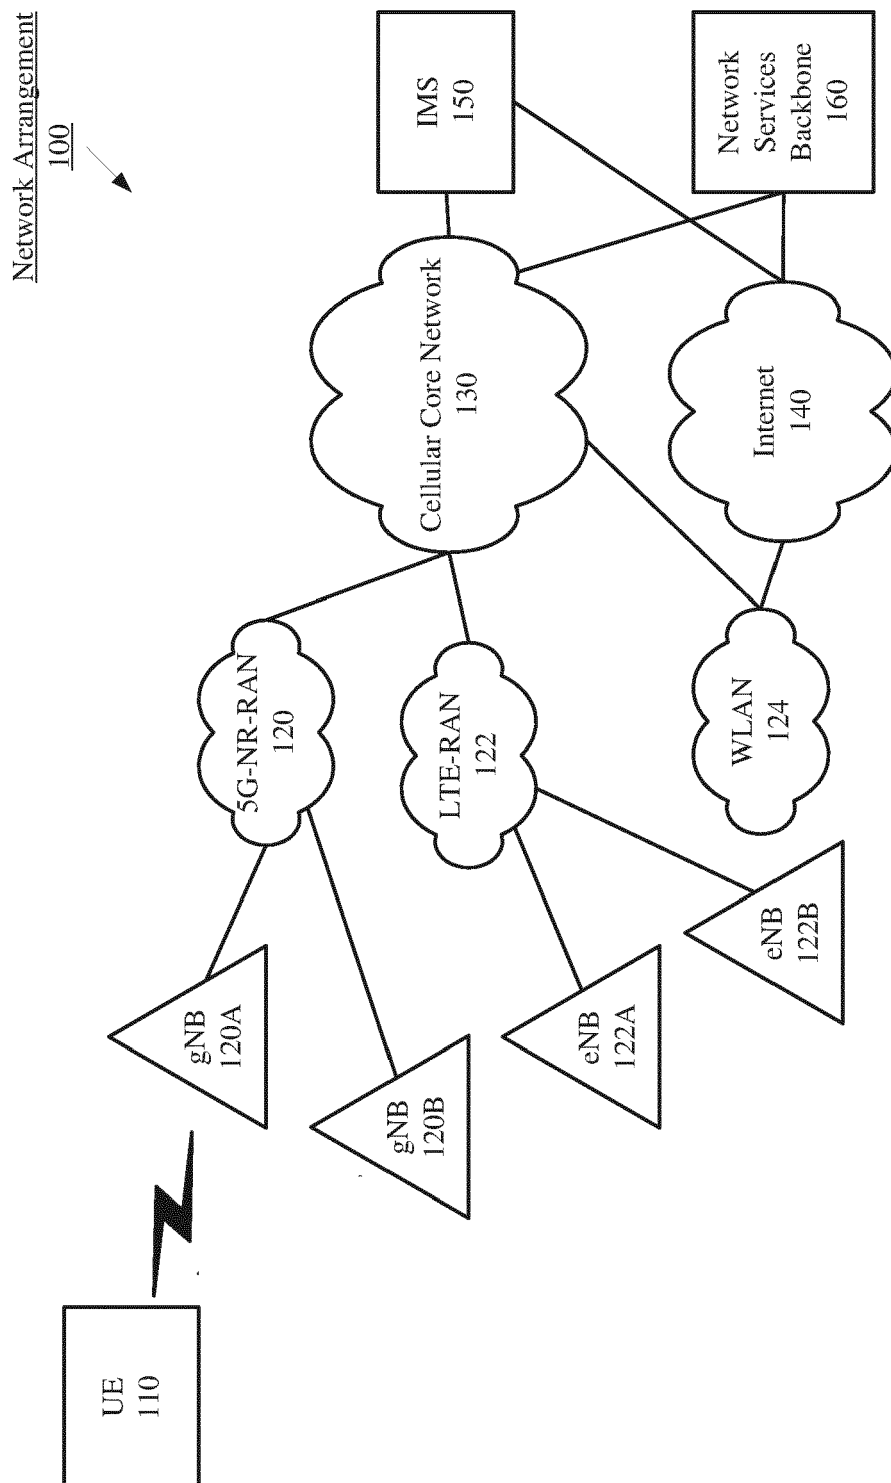 Network Arrangement
100
UE
110
gNB
120A
gNB
120B
eNB
122A
eNB
122B
5G-NR-RAN
120
LTE-RAN
122
WLAN
124
Cellular Core Network
130
Internet
140
IMS
150
Network
Services
Backbone
160